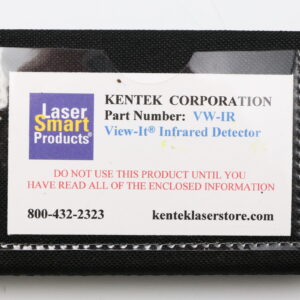 Laser
Smart
Products®
KENTEK CORPORATION
Part Number: VW-IR
View-It® Infrared Detector
DO NOT USE THIS PRODUCT UNTIL YOU
HAVE READ ALL OF THE ENCLOSED INFORMATION
800-432-2323 kenteklaserstore.com